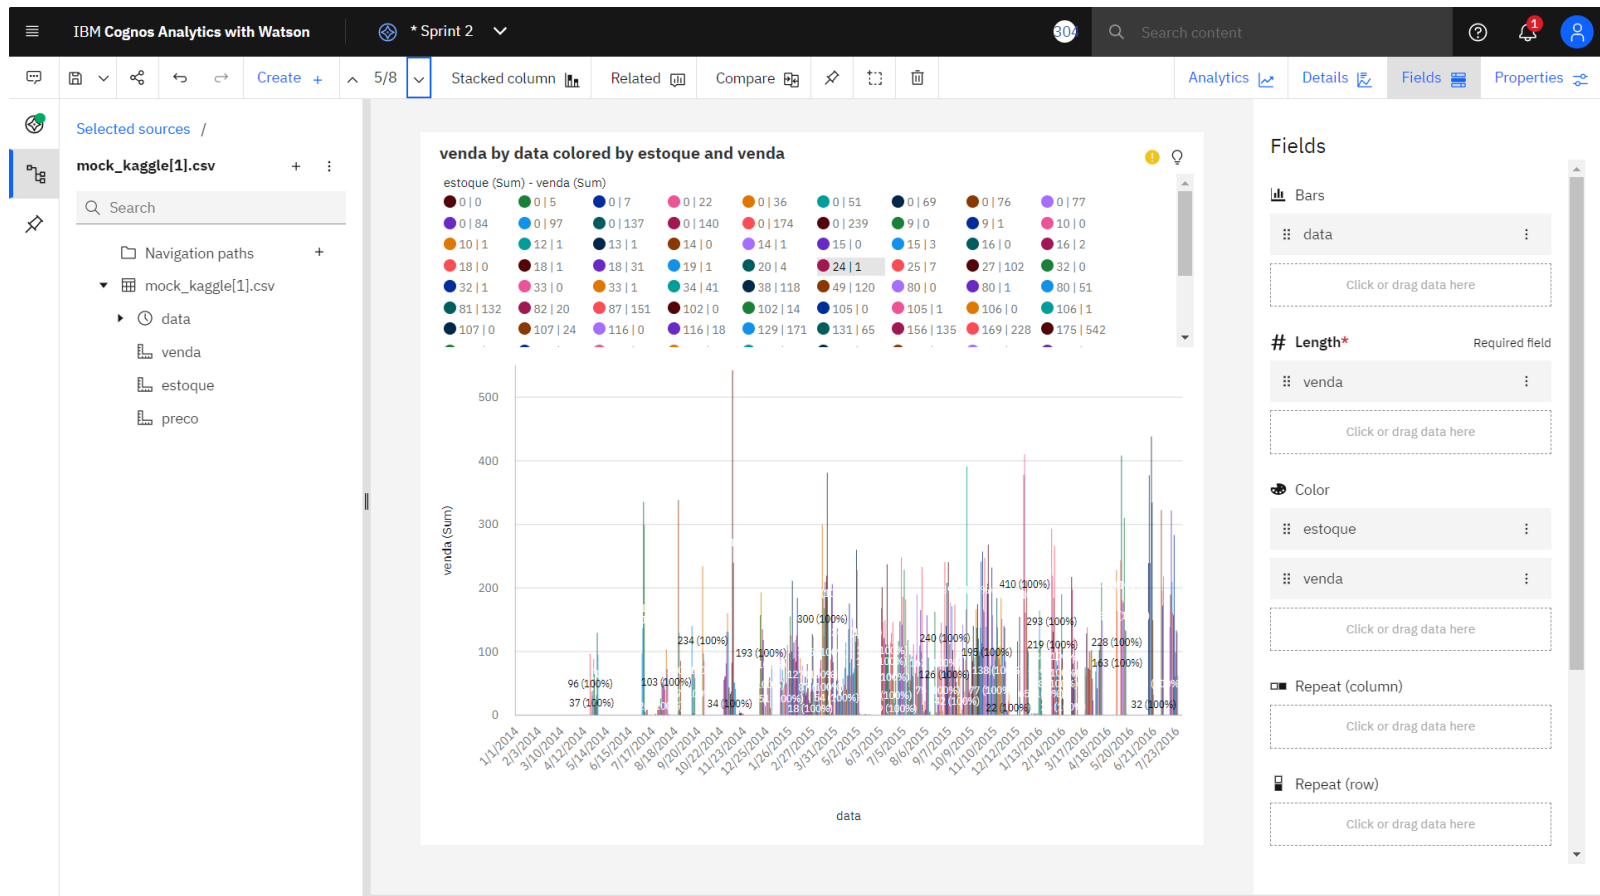 IBM Cognos Analytics with Watson
* Sprint 2
304
Search content
1
Create +
5/8
Stacked column
Related
Compare
Analytics
Details
Fields
Properties
Selected sources /
mock_kaggle[1].csv
Search
Navigation paths
mock_kaggle[1].csv
data
venda
estoque
preco
venda by data colored by estoque and venda
estoque (Sum) - venda (Sum)
0 | 0 0 | 5 0 | 7 0 | 22 0 | 36 0 | 51 0 | 69 0 | 76 0 | 77
0 | 84 0 | 97 0 | 137 0 | 140 0 | 174 0 | 239 9 | 0 9 | 1 10 | 0
10 | 1 12 | 1 13 | 1 14 | 0 14 | 1 15 | 0 15 | 3 16 | 0 16 | 2
18 | 0 18 | 1 18 | 31 19 | 1 20 | 4 24 | 1 25 | 7 27 | 102 32 | 0
32 | 1 33 | 0 33 | 1 34 | 41 38 | 118 49 | 120 80 | 0 80 | 1 80 | 51
81 | 132 82 | 20 87 | 151 102 | 0 102 | 14 105 | 0 105 | 1 106 | 0 106 | 1
107 | 0 107 | 24 116 | 0 116 | 18 129 | 171 131 | 65 156 | 135 169 | 228 175 | 542
venda (Sum)
500
400
300
200
100
0
410 (100%)
300 (100%)
293 (100%)
234 (100%)
240 (100%)
228 (100%)
219 (100%)
193 (100%)
195 (100%)
163 (100%)
126 (100%)
103 (100%)
96 (100%)
37 (100%)
34 (100%)
18 (100%)
22 (100%)
32 (100%)
1/1/2014
2/3/2014
3/10/2014
4/12/2014
5/14/2014
6/15/2014
7/17/2014
8/18/2014
9/20/2014
10/22/2014
11/23/2014
12/25/2014
1/26/2015
2/27/2015
3/31/2015
5/2/2015
6/3/2015
7/5/2015
8/6/2015
9/7/2015
10/9/2015
11/10/2015
12/12/2015
1/13/2016
2/14/2016
3/17/2016
4/18/2016
5/20/2016
6/21/2016
7/23/2016
data
Fields
Bars
data
Click or drag data here
Length* Required field
venda
Click or drag data here
Color
estoque
venda
Click or drag data here
Repeat (column)
Click or drag data here
Repeat (row)
Click or drag data here